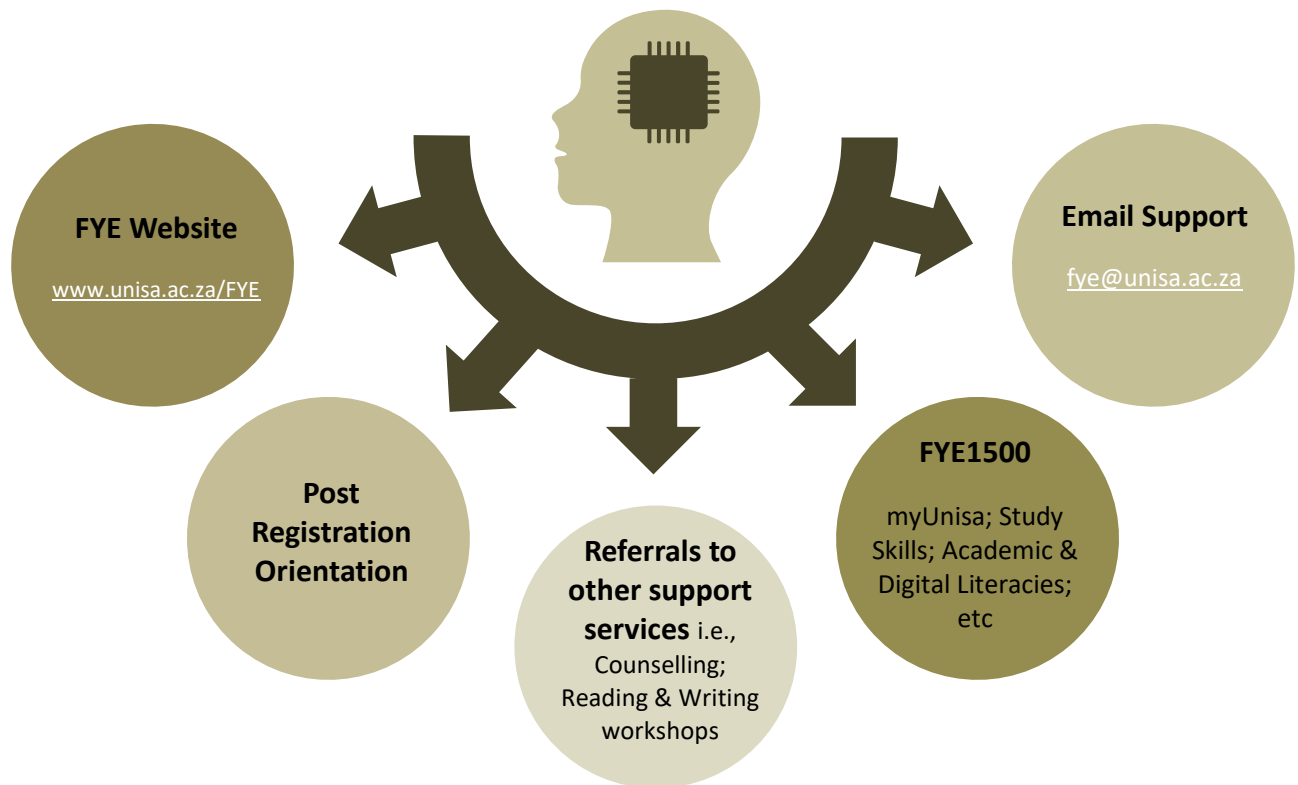 FYE Website
www.unisa.ac.za/FYE
Post
Registration
Orientation
Referrals to
other support
services i.e.,
Counselling;
Reading & Writing
workshops
FYE1500
myUnisa; Study
Skills; Academic &
Digital Literacies;
etc
Email Support
fye@unisa.ac.za